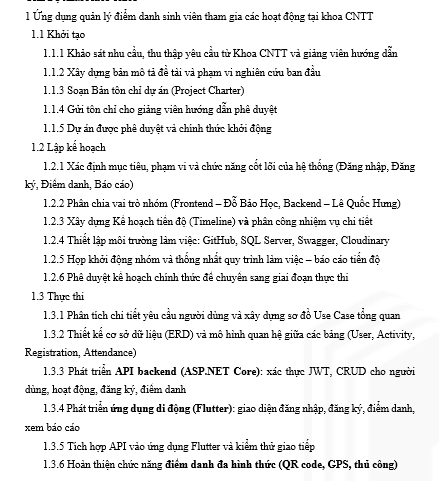 1 Ứng dụng quản lý điểm danh sinh viên tham gia các hoạt động tại khoa CNTT
1.1 Khởi tạo
1.1.1 Khảo sát nhu cầu, thu thập yêu cầu từ Khoa CNTT và giảng viên hướng dẫn
1.1.2 Xây dựng bản mô tả đề tài và phạm vi nghiên cứu ban đầu
1.1.3 Soạn Bản tôn chỉ dự án (Project Charter)
1.1.4 Gửi tôn chỉ cho giảng viên hướng dẫn phê duyệt
1.1.5 Dự án được phê duyệt và chính thức khởi động
1.2 Lập kế hoạch
1.2.1 Xác định mục tiêu, phạm vi và chức năng cốt lõi của hệ thống (Đăng nhập, Đăng
ký, Điểm danh, Báo cáo)
1.2.2 Phân chia vai trò nhóm (Frontend – Đỗ Bảo Học, Backend – Lê Quốc Hưng)
1.2.3 Xây dựng Kế hoạch tiến độ (Timeline) và phân công nhiệm vụ chi tiết
1.2.4 Thiết lập môi trường làm việc: GitHub, SQL Server, Swagger, Cloudinary
1.2.5 Họp khởi động nhóm và thống nhất quy trình làm việc – báo cáo tiến độ
1.2.6 Phê duyệt kế hoạch chính thức để chuyển sang giai đoạn thực thi
1.3 Thực thi
1.3.1 Phân tích chi tiết yêu cầu người dùng và xây dựng sơ đồ Use Case tổng quan
1.3.2 Thiết kế cơ sở dữ liệu (ERD) và mô hình quan hệ giữa các bảng (User, Activity,
Registration, Attendance)
1.3.3 Phát triển API backend (ASP.NET Core): xác thực JWT, CRUD cho người
dùng, hoạt động, đăng ký, điểm danh
1.3.4 Phát triển ứng dụng di động (Flutter): giao diện đăng nhập, đăng ký, điểm danh,
xem báo cáo
1.3.5 Tích hợp API vào ứng dụng Flutter và kiểm thử giao tiếp
1.3.6 Hoàn thiện chức năng điểm danh đa hình thức (QR code, GPS, thủ công)